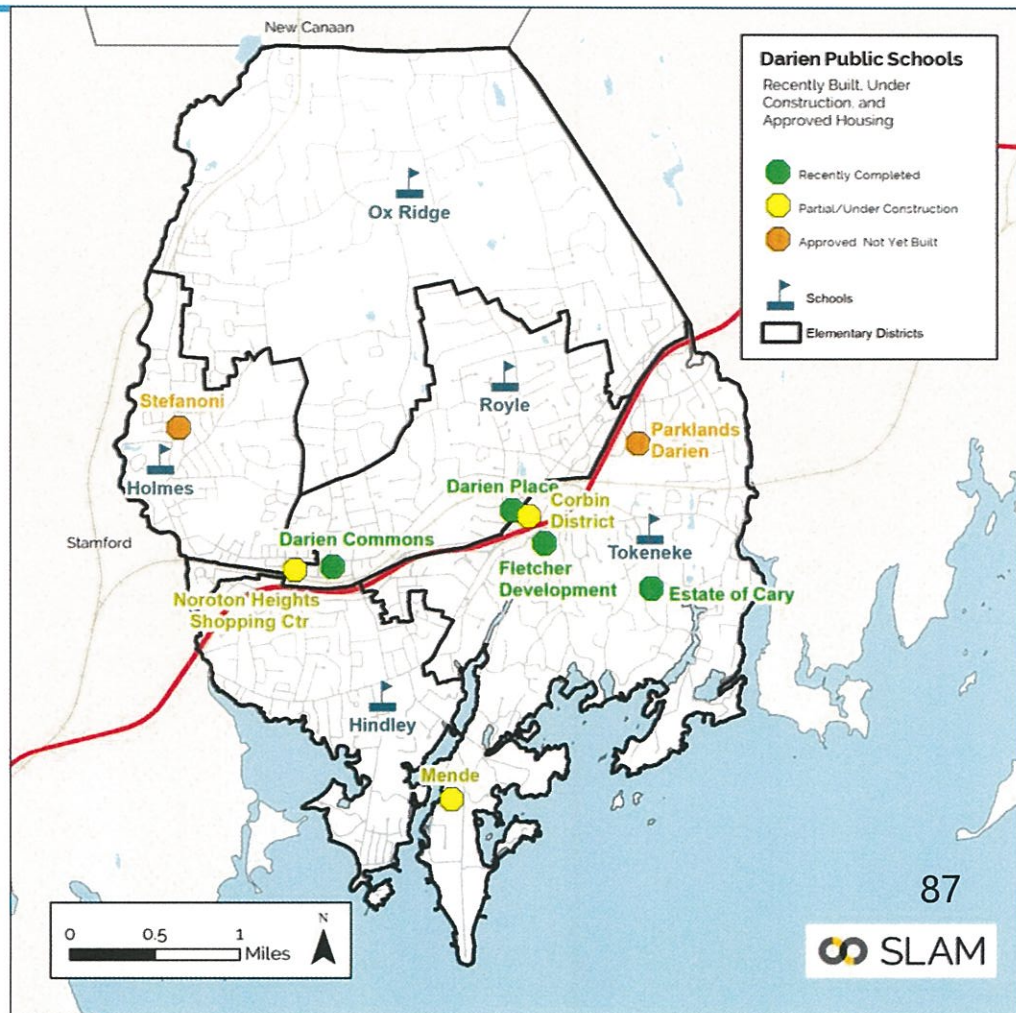 New Canaan
Darien Public Schools
Recently Built, Under
Construction, and
Approved Housing
Recently Completed
Partial/Under Construction
Approved Not Yet Built
Schools
Elementary Districts
Ox Ridge
Royle
Stefanoni
Holmes
Parklands
Darien
Darien Place
Corbin
District
Stamford
Darien Commons
Tokeneke
Fletcher
Development
Estate of Cary
Noroton Heights
Shopping Ctr
Hindley
Mende
87
0 0.5 1
Miles
N
SLAM